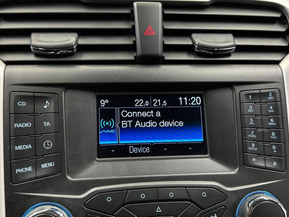 9° 22.0 21.5 11:20
Connect a
BT Audio device
Device
CD
RADIO TA
MEDIA
PHONE MENU